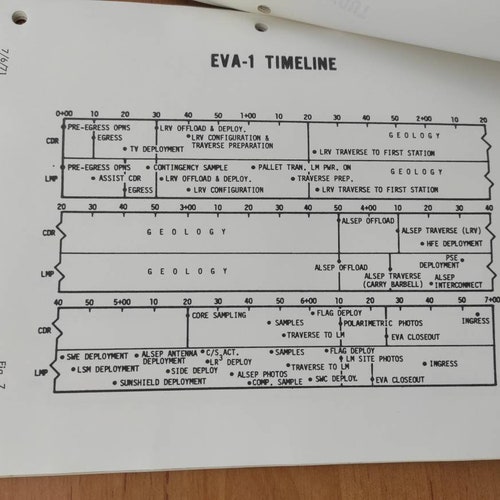 7/6/71
EVA-1 TIMELINE
0+00 10 20 30 40 50 1+00 10 20 30 40 50 2+00 10 20
CDR
PRE-EGRESS OPNS
EGRESS
TV DEPLOYMENT
LRV OFFLOAD & DEPLOY.
LRV CONFIGURATION &
TRAVERSE PREPARATION
GEOLOGY
LRV TRAVERSE TO FIRST STATION
LMP
PRE-EGRESS OPNS
ASSIST CDR
EGRESS
CONTINGENCY SAMPLE
LRV OFFLOAD & DEPLOY.
LRV CONFIGURATION
PALLET TRAN. LM PWR. ON
TRAVERSE PREP.
LRV TRAVERSE TO FIRST STATION
GEOLOGY
20 30 40 50 3+00 10 20 30 40 50 4+00 10 20 30 40
CDR
GEOLOGY
ALSEP OFFLOAD
ALSEP TRAVERSE (LRV)
HFE DEPLOYMENT
LMP
GEOLOGY
ALSEP OFFLOAD
ALSEP TRAVERSE
(CARRY BARBELL)
PSE
DEPLOYMENT
ALSEP
INTERCONNECT
40 50 5+00 10 20 30 40 50 6+00 10 20 30 40 50 7+00
CDR
CORE SAMPLING
SAMPLES
TRAVERSE TO LM
FLAG DEPLOY
POLARIMETRIC PHOTOS
EVA CLOSEOUT
INGRESS
LMP
SWE DEPLOYMENT
LSM DEPLOYMENT
SUNSHIELD DEPLOYMENT
ALSEP ANTENNA
DEPLOYMENT
SIDE DEPLOY
C/S ACT.
LR3 DEPLOY
ALSEP PHOTOS
COMP. SAMPLE
SAMPLES
TRAVERSE TO LM
SWC DEPLOY.
FLAG DEPLOY
LM SITE PHOTOS
EVA CLOSEOUT
INGRESS
Fig. 7